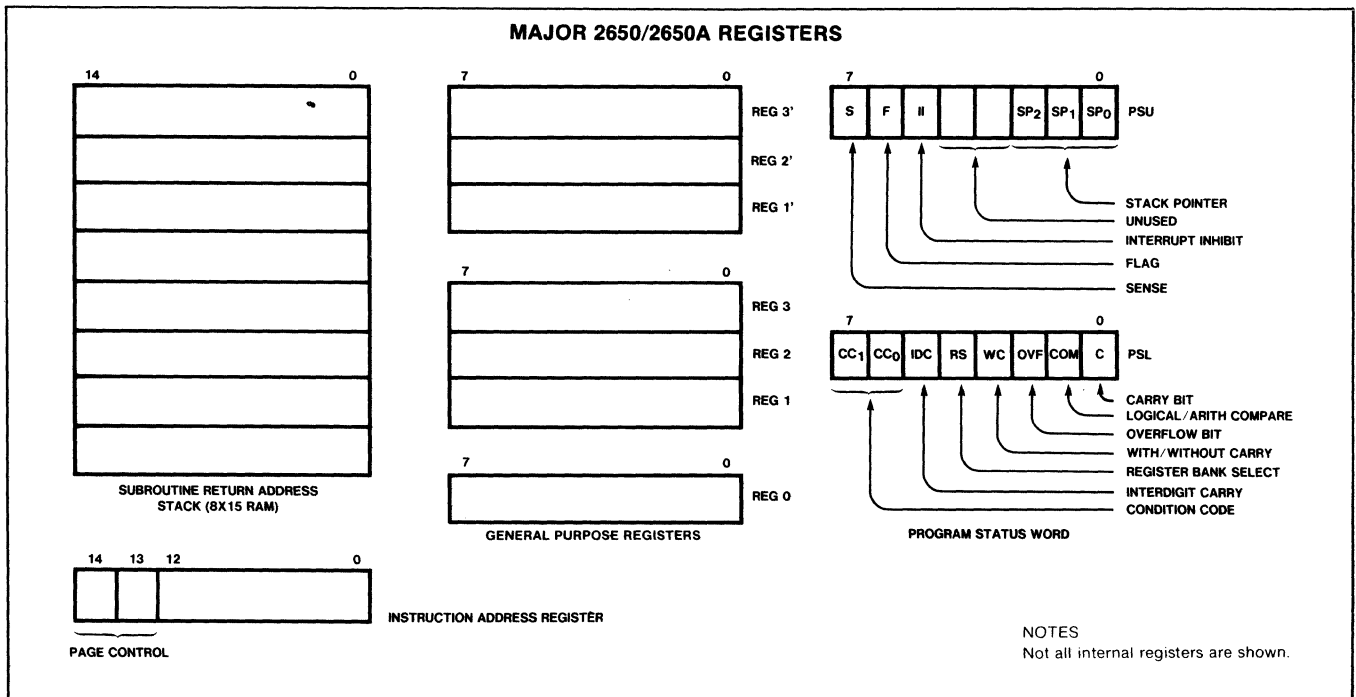 MAJOR 2650/2650A REGISTERS
14 0
SUBROUTINE RETURN ADDRESS
STACK (8X15 RAM)
14 13 12 0
INSTRUCTION ADDRESS REGISTER
PAGE CONTROL
7 0
REG 3'
REG 2'
REG 1'
7 0
REG 3
REG 2
REG 1
7 0
REG 0
GENERAL PURPOSE REGISTERS
7 0
S F II SP2 SP1 SP0 PSU
STACK POINTER
UNUSED
INTERRUPT INHIBIT
FLAG
SENSE
7 0
CC1 CC0 IDC RS WC OVF COM C PSL
CARRY BIT
LOGICAL/ARITH COMPARE
OVERFLOW BIT
WITH/WITHOUT CARRY
REGISTER BANK SELECT
INTERDIGIT CARRY
CONDITION CODE
PROGRAM STATUS WORD
NOTES
Not all internal registers are shown.